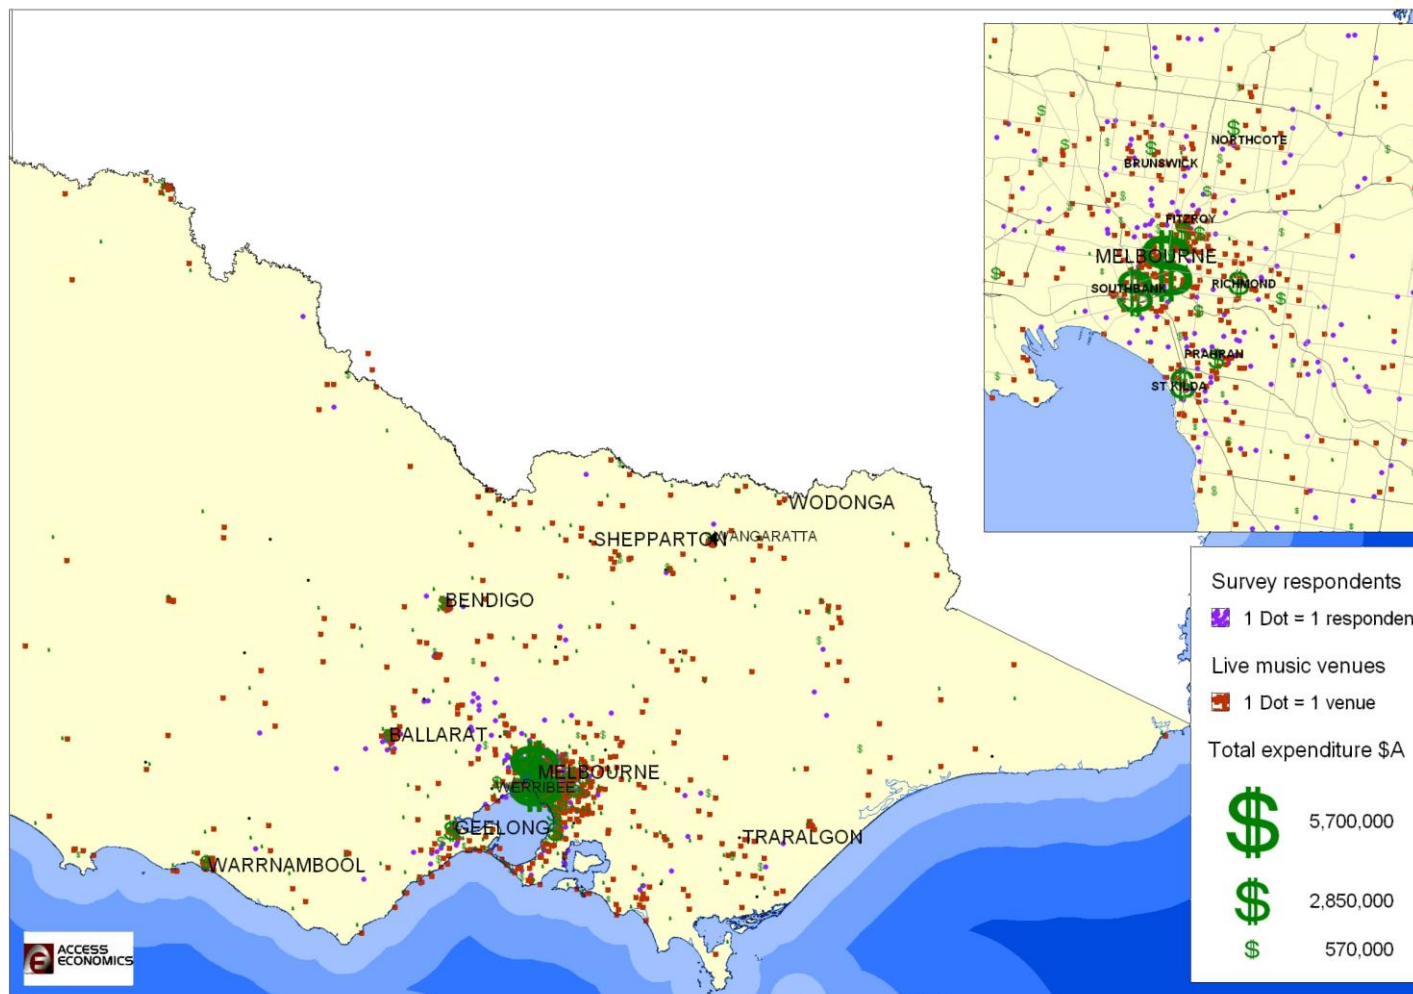 NORTHCOTE
BRUNSWICK
FITZROY
MELBOURNE
SOUTHBANK
RICHMOND
PRAHRAN
ST KILDA
WODONGA
SHEPPARTON
WANGARATTA
BENDIGO
BALLARAT
MELBOURNE
WERRIBEE
GEELONG
TRARALGON
WARRNAMBOOL
Survey respondents
1 Dot = 1 responden
Live music venues
1 Dot = 1 venue
Total expenditure $A
$ 5,700,000
$ 2,850,000
$ 570,000
ACCESS
ECONOMICS